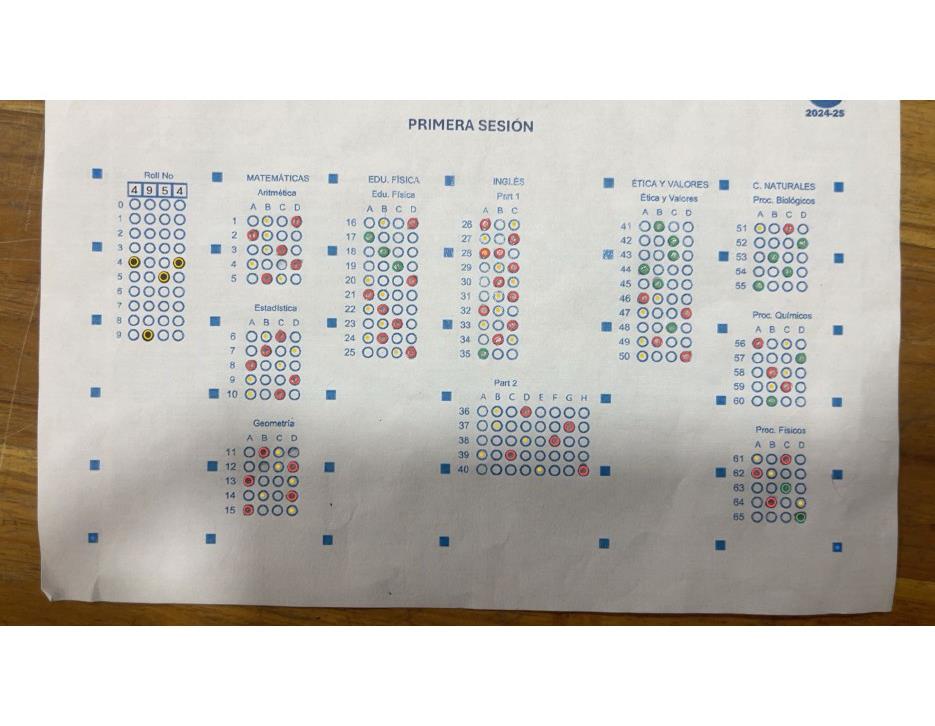 2024-25
PRIMERA SESIÓN
Roll No
4 9 5 4
0
1
2
3
4
5
6
7
8
9
MATEMÁTICAS
Aritmética
A B C D
1
2
3
4
5
Estadística
A B C D
6
7
8
9
10
Geometría
A B C D
11
12
13
14
15
EDU. FÍSICA
Edu. Física
A B C D
16
17
18
19
20
21
22
23
24
25
INGLÉS
Part 1
A B C
26
27
28
29
30
31
32
33
34
35
Part 2
A B C D E F G H
36
37
38
39
40
ÉTICA Y VALORES
Ética y Valores
A B C D
41
42
43
44
45
46
47
48
49
50
C. NATURALES
Proc. Biológicos
A B C D
51
52
53
54
55
Proc. Químicos
A B C D
56
57
58
59
60
Proc. Físicos
A B C D
61
62
63
64
65